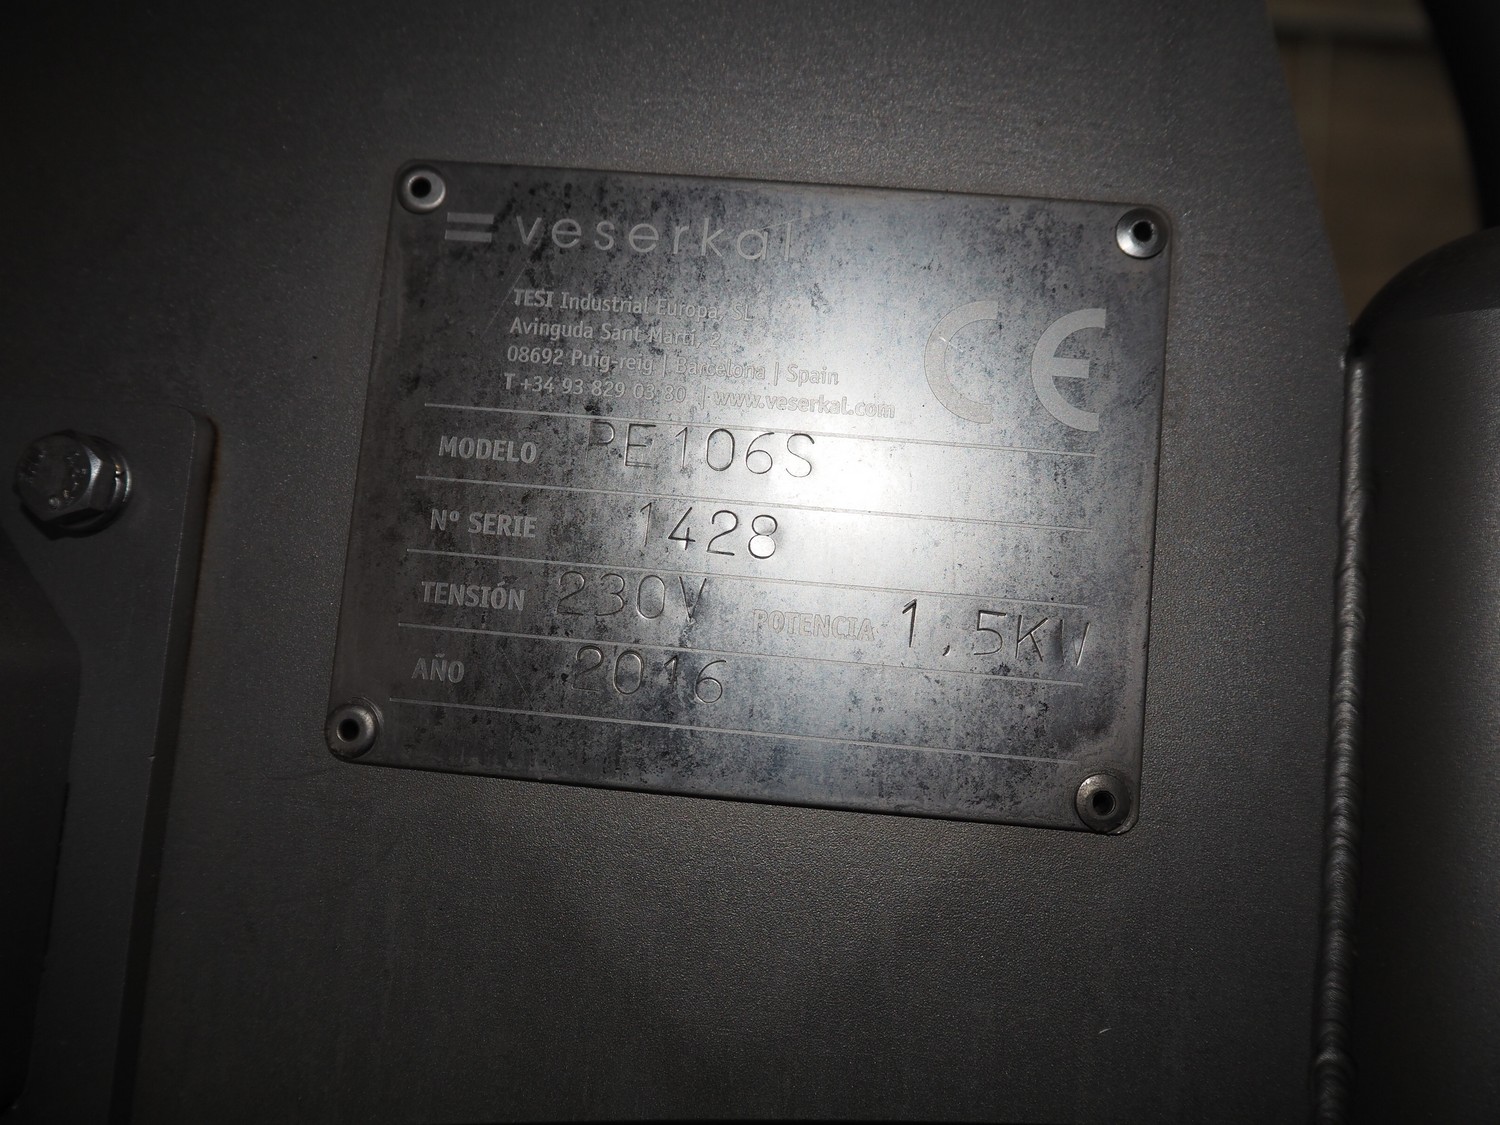 veserkal
TESI Industrial Europa, SL
Avinguda Sant Martí, 2
08692 Puig-reig | Barcelona | Spain
T +34 93 829 03 80 | www.veserkal.com
CE
MODELO PE106S
Nº SERIE 1428
TENSIÓN 230V POTENCIA 1.5KW
AÑO 2016